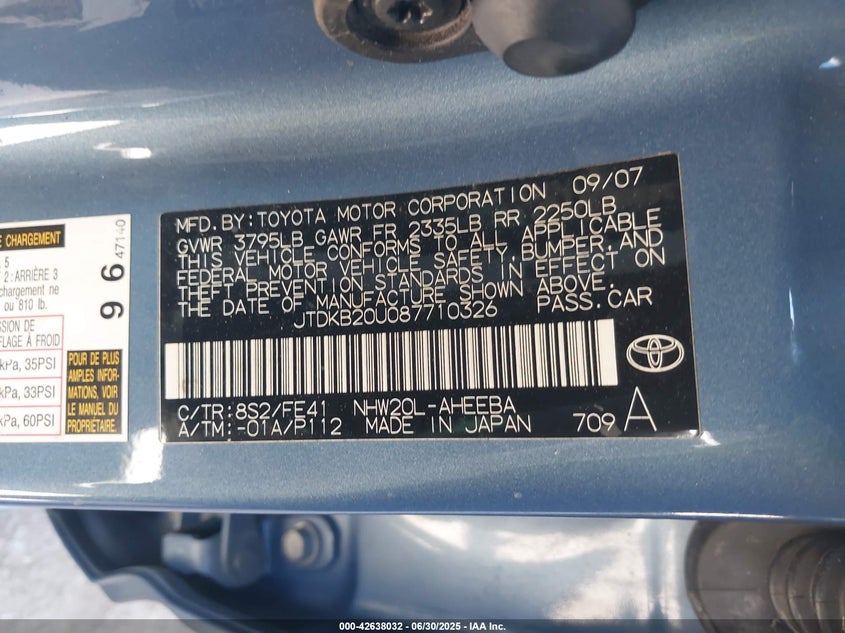 E CHARGEMENT
5
2 : ARRIÈRE 3
chargement ne
ou 810 lb.
96
47140
SSION DE
FLAGE À FROID
kPa, 35PSI
kPa, 33PSI
kPa, 60PSI
POUR DE PLUS
AMPLES INFOR-
MATIONS, VOIR
LE MANUEL DU
PROPRIÉTAIRE.
MFD. BY: TOYOTA MOTOR CORPORATION 09/07
GVWR 3795LB GAWR FR 2335LB RR 2250LB
THIS VEHICLE CONFORMS TO ALL APPLICABLE
FEDERAL MOTOR VEHICLE SAFETY, BUMPER, AND
THEFT PREVENTION STANDARDS IN EFFECT ON
THE DATE OF MANUFACTURE SHOWN ABOVE.
JTDKB20U087710326 PASS. CAR
C/TR: 8S2/FE41 NHW20L-AHEEBA
A/TM: -01A/P112 MADE IN JAPAN 709 A
000-42638032 - 06/30/2025 - IAA Inc.